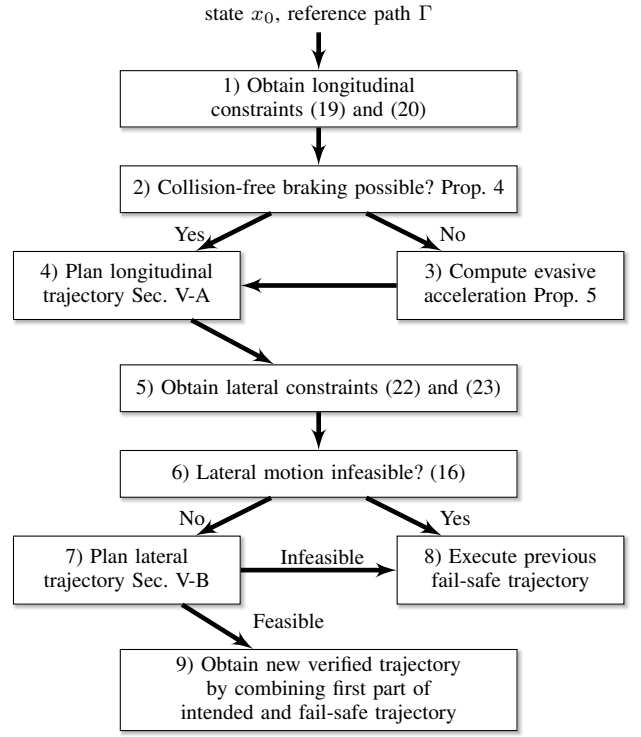 state x₀, reference path Γ
1) Obtain longitudinal
constraints (19) and (20)
2) Collision-free braking possible? Prop. 4
Yes
No
4) Plan longitudinal
trajectory Sec. V-A
3) Compute evasive
acceleration Prop. 5
5) Obtain lateral constraints (22) and (23)
6) Lateral motion infeasible? (16)
No
Yes
7) Plan lateral
trajectory Sec. V-B
Infeasible
8) Execute previous
fail-safe trajectory
Feasible
9) Obtain new verified trajectory
by combining first part of
intended and fail-safe trajectory